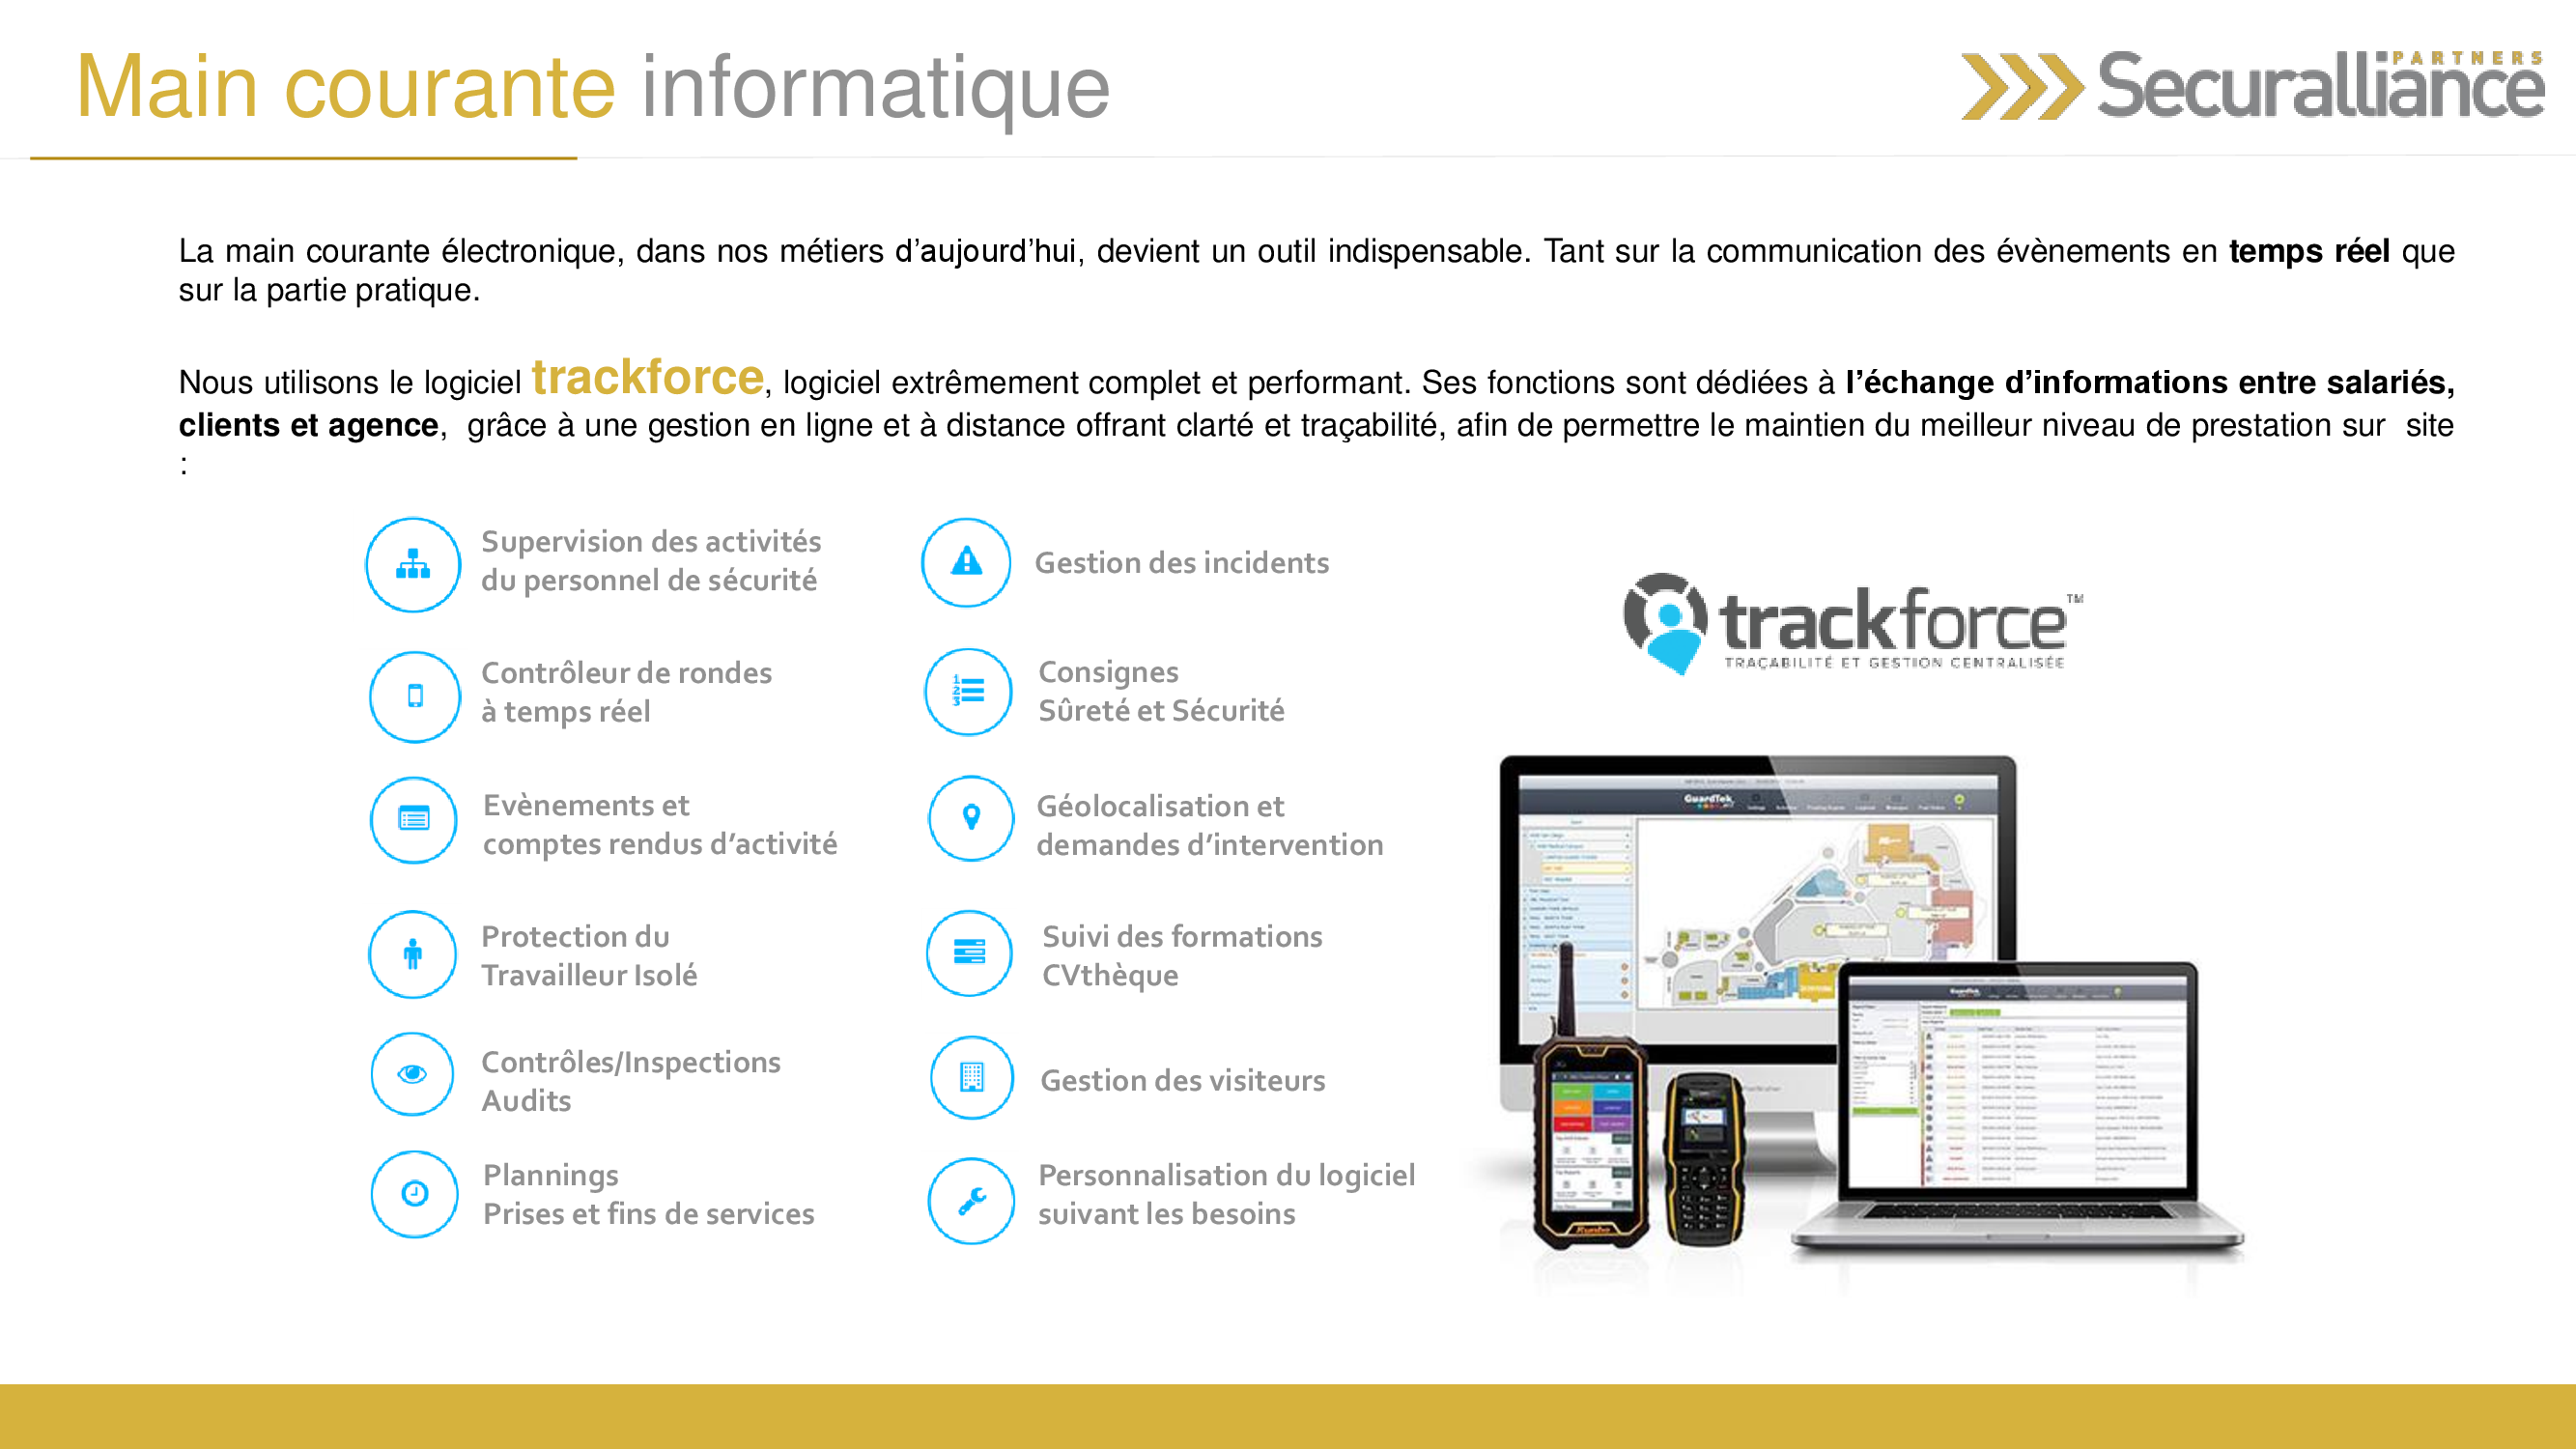 Main courante informatique
PARTNERS
Securalliance
La main courante électronique, dans nos métiers d’aujourd’hui, devient un outil indispensable. Tant sur la communication des évènements en temps réel que
sur la partie pratique.
Nous utilisons le logiciel trackforce, logiciel extrêmement complet et performant. Ses fonctions sont dédiées à l’échange d’informations entre salariés,
clients et agence, grâce à une gestion en ligne et à distance offrant clarté et traçabilité, afin de permettre le maintien du meilleur niveau de prestation sur site
:
Supervision des activités
du personnel de sécurité
Contrôleur de rondes
à temps réel
Evènements et
comptes rendus d’activité
Protection du
Travailleur Isolé
Contrôles/Inspections
Audits
Plannings
Prises et fins de services
Gestion des incidents
1
2
3
Consignes
Sûreté et Sécurité
Géolocalisation et
demandes d’intervention
Suivi des formations
CVthèque
Gestion des visiteurs
Personnalisation du logiciel
suivant les besoins
trackforce™
TRAÇABILITÉ ET GESTION CENTRALISÉE
GuardTek
GuardTek
Runbo